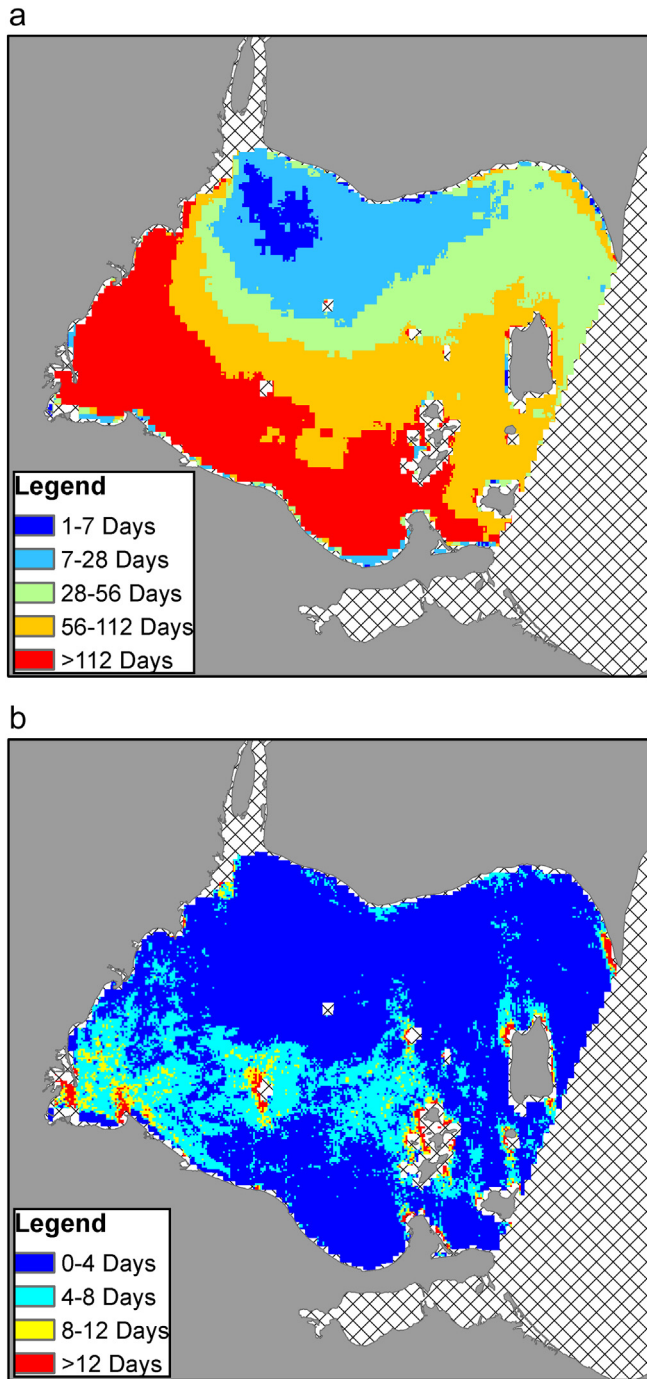 a
Legend
1-7 Days
7-28 Days
28-56 Days
56-112 Days
>112 Days
b
Legend
0-4 Days
4-8 Days
8-12 Days
>12 Days